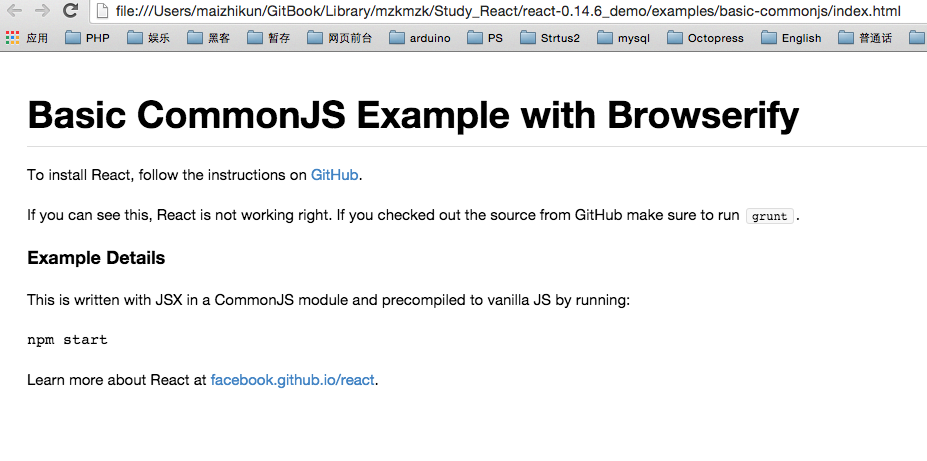 file:///Users/maizhikun/GitBook/Library/mzkmzk/Study_React/react-0.14.6_demo/examples/basic-commonjs/index.html
应用 PHP 娱乐 黑客 暂存 网页前台 arduino PS Strtus2 mysql Octopress English 普通话
Basic CommonJS Example with Browserify
To install React, follow the instructions on GitHub.
If you can see this, React is not working right. If you checked out the source from GitHub make sure to run grunt.
Example Details
This is written with JSX in a CommonJS module and precompiled to vanilla JS by running:
npm start
Learn more about React at facebook.github.io/react.